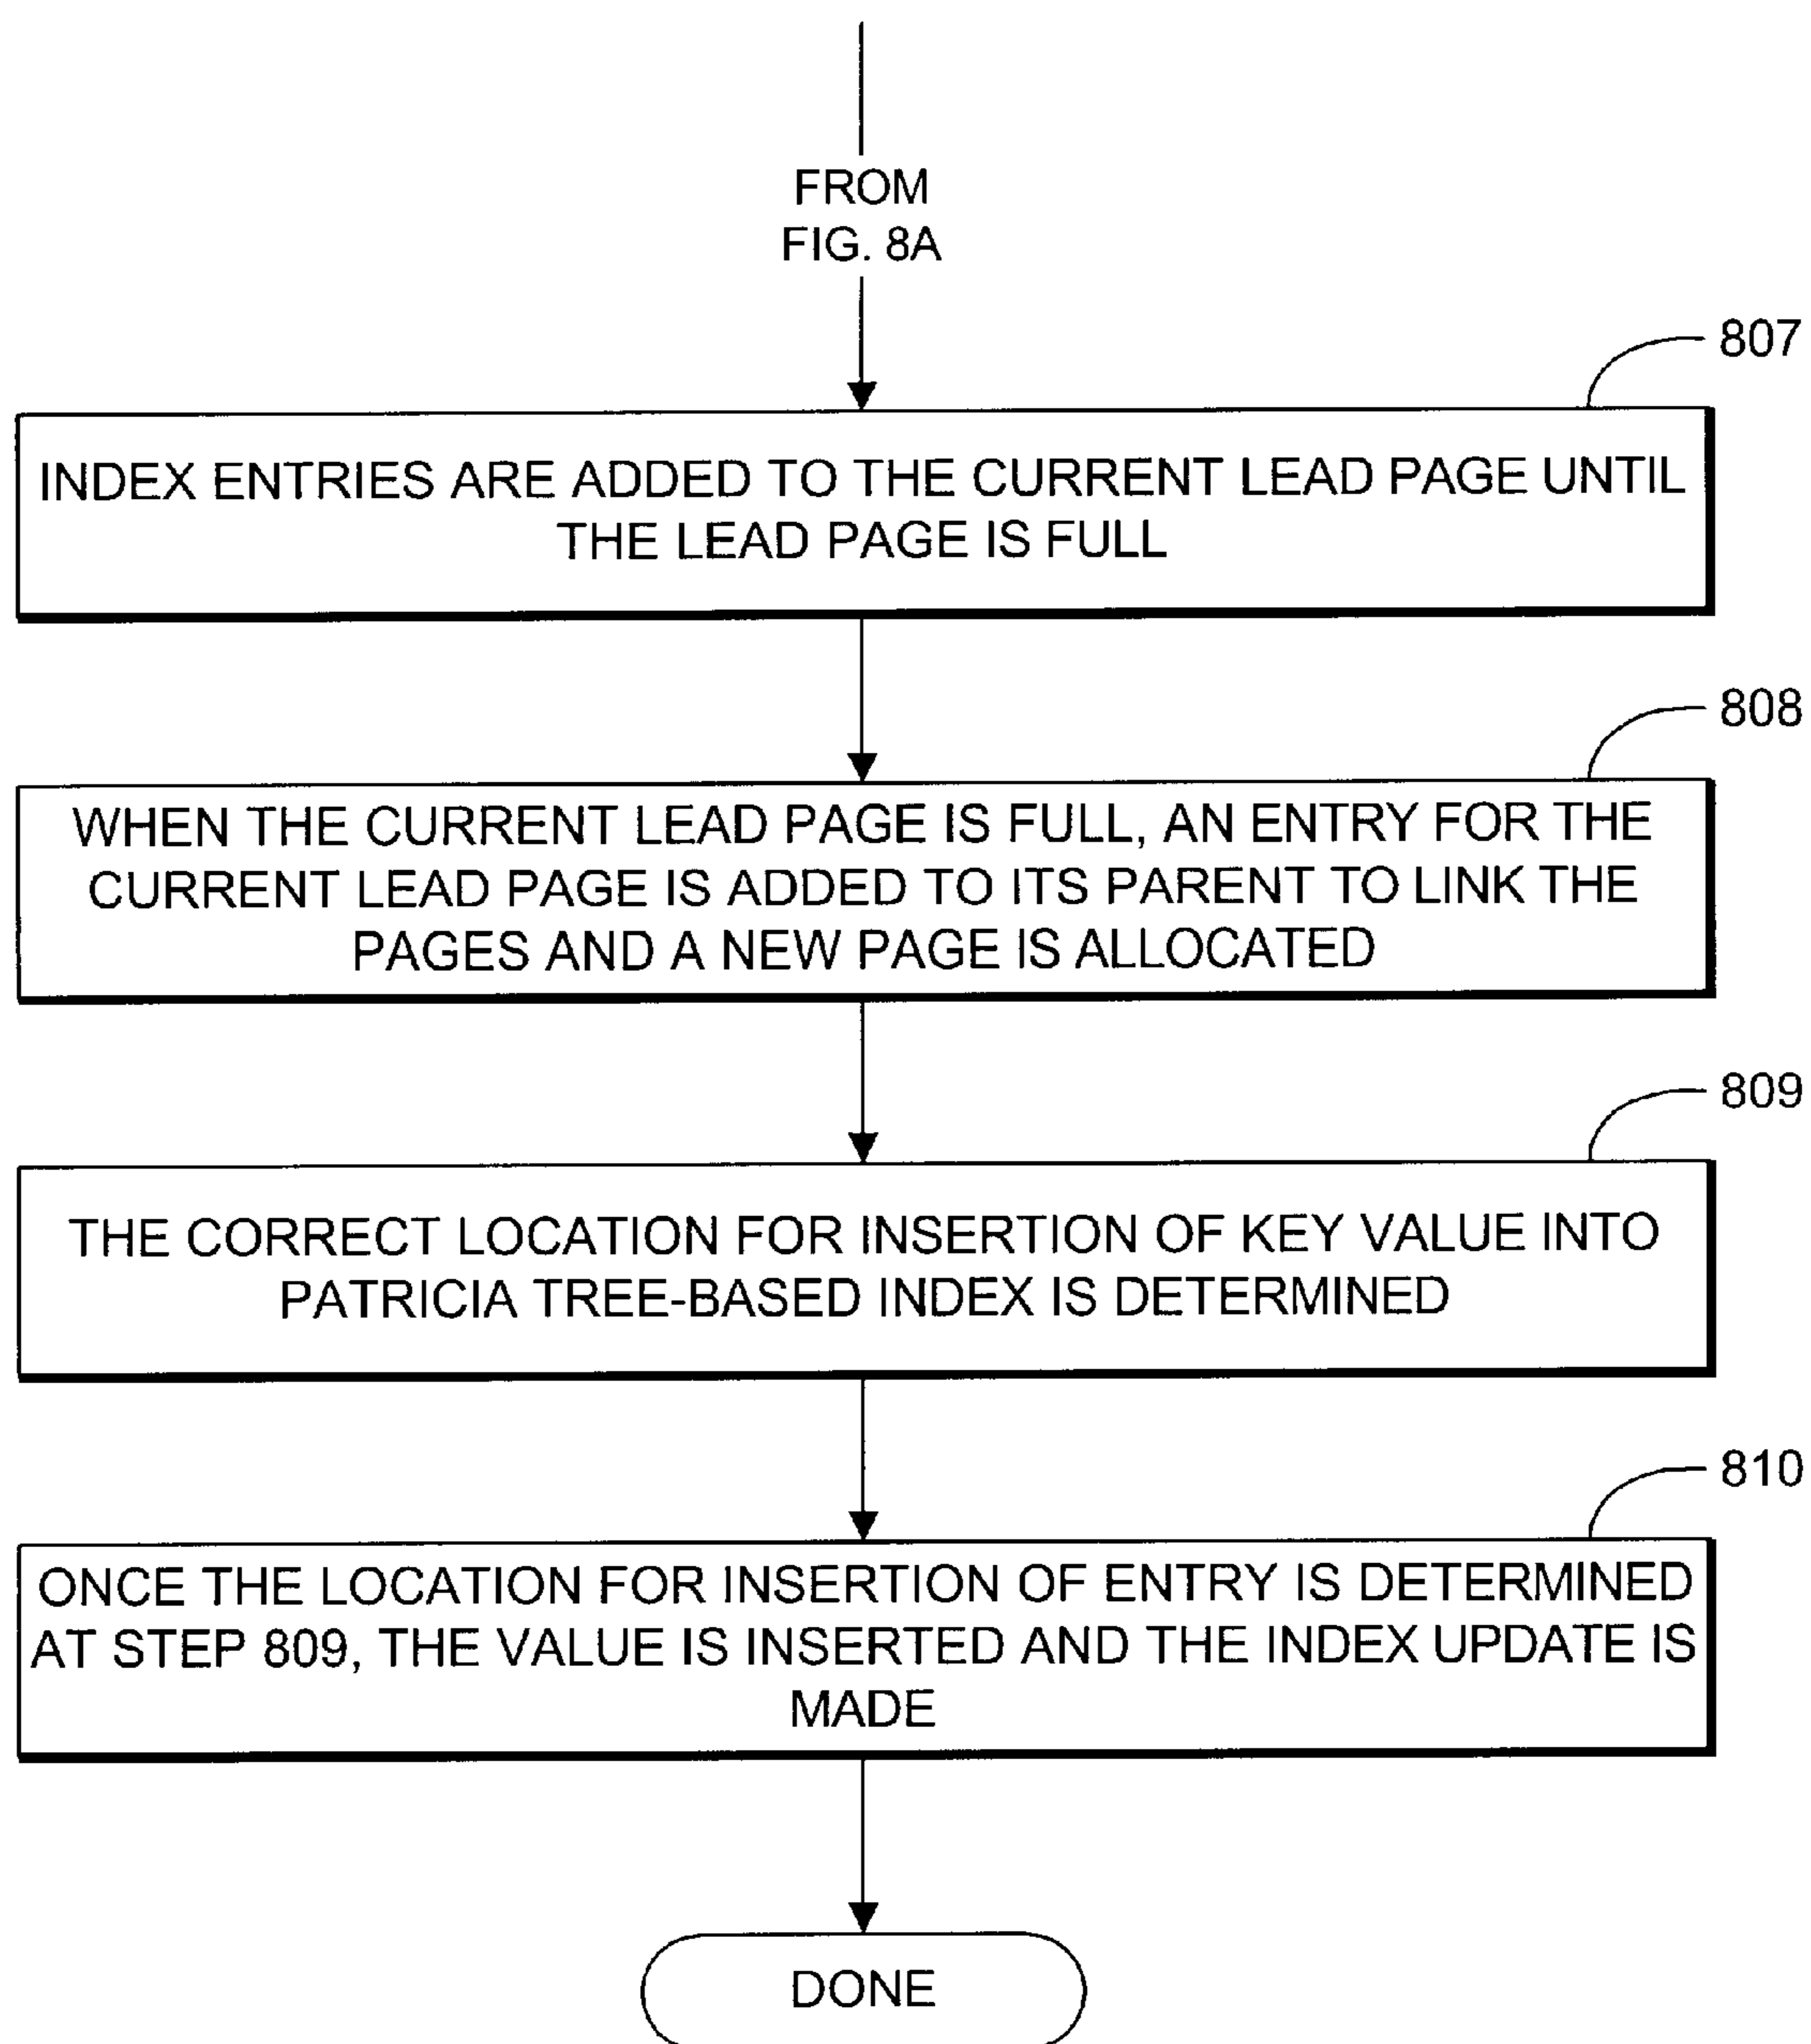 FROM
FIG. 8A
807
INDEX ENTRIES ARE ADDED TO THE CURRENT LEAD PAGE UNTIL
THE LEAD PAGE IS FULL
808
WHEN THE CURRENT LEAD PAGE IS FULL, AN ENTRY FOR THE
CURRENT LEAD PAGE IS ADDED TO ITS PARENT TO LINK THE
PAGES AND A NEW PAGE IS ALLOCATED
809
THE CORRECT LOCATION FOR INSERTION OF KEY VALUE INTO
PATRICIA TREE-BASED INDEX IS DETERMINED
810
ONCE THE LOCATION FOR INSERTION OF ENTRY IS DETERMINED
AT STEP 809, THE VALUE IS INSERTED AND THE INDEX UPDATE IS
MADE
DONE